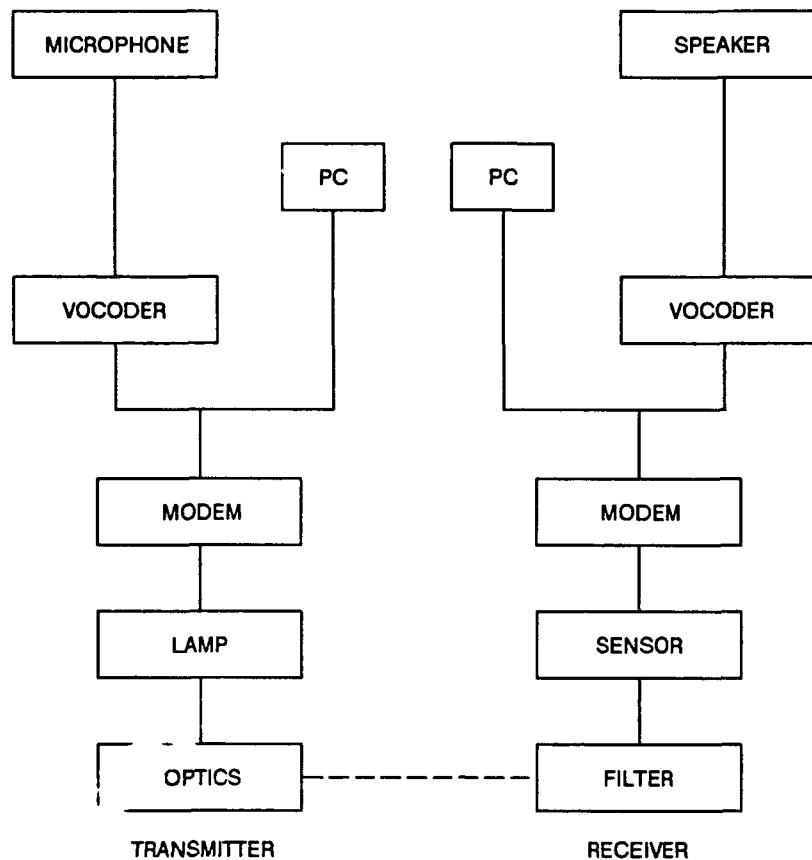 MICROPHONE SPEAKER
PC PC
VOCODER VOCODER
MODEM MODEM
LAMP SENSOR
OPTICS FILTER
TRANSMITTER RECEIVER